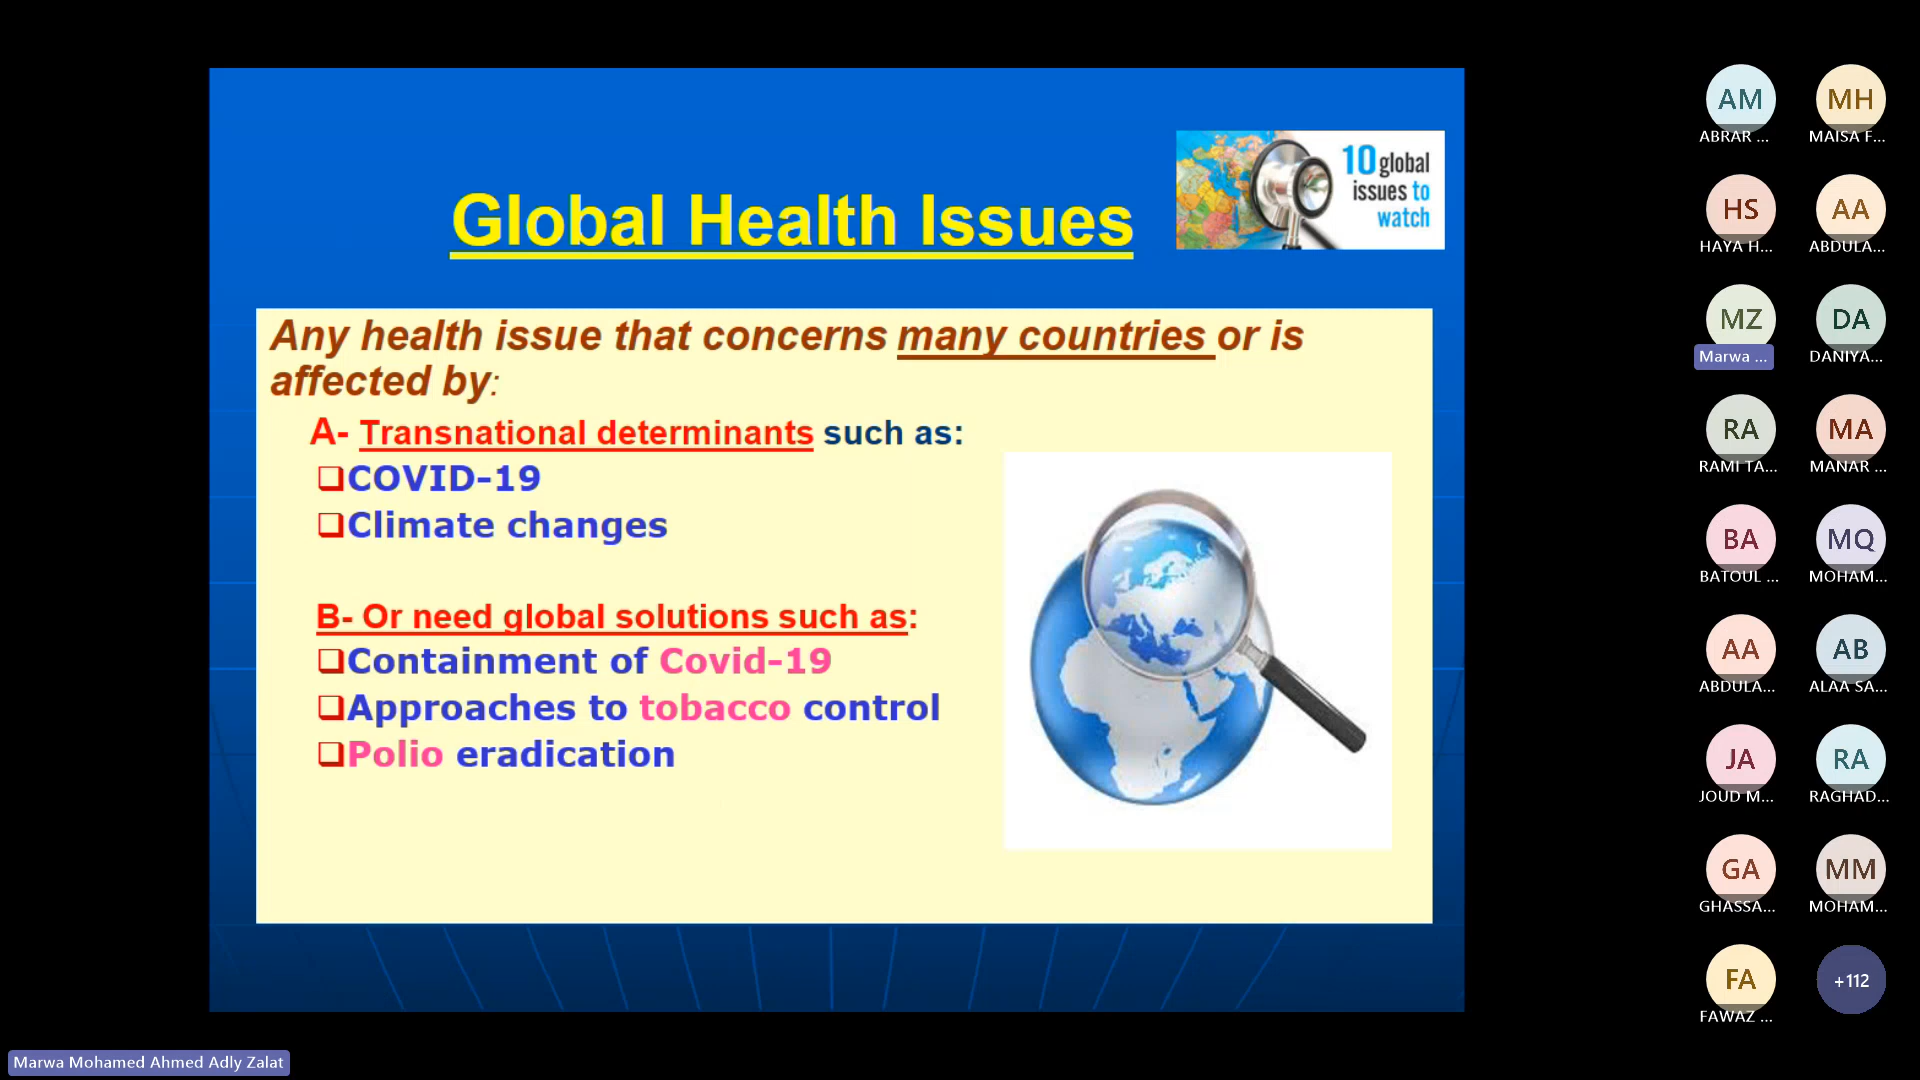 Global Health Issues
10 global
issues to
watch
Any health issue that concerns many countries or is
affected by:
A- Transnational determinants such as:
❑COVID-19
❑Climate changes
B- Or need global solutions such as:
❑Containment of Covid-19
❑Approaches to tobacco control
❑Polio eradication
AM
ABRAR ...
MH
MAISA F...
HS
HAYA H...
AA
ABDULA...
MZ
Marwa ...
DA
DANIYA...
RA
RAMI TA...
MA
MANAR ...
BA
BATOUL ...
MQ
MOHAM...
AA
ABDULA...
AB
ALAA SA...
JA
JOUD M...
RA
RAGHAD...
GA
GHASSA...
MM
MOHAM...
FA
FAWAZ ...
+112
Marwa Mohamed Ahmed Adly Zalat